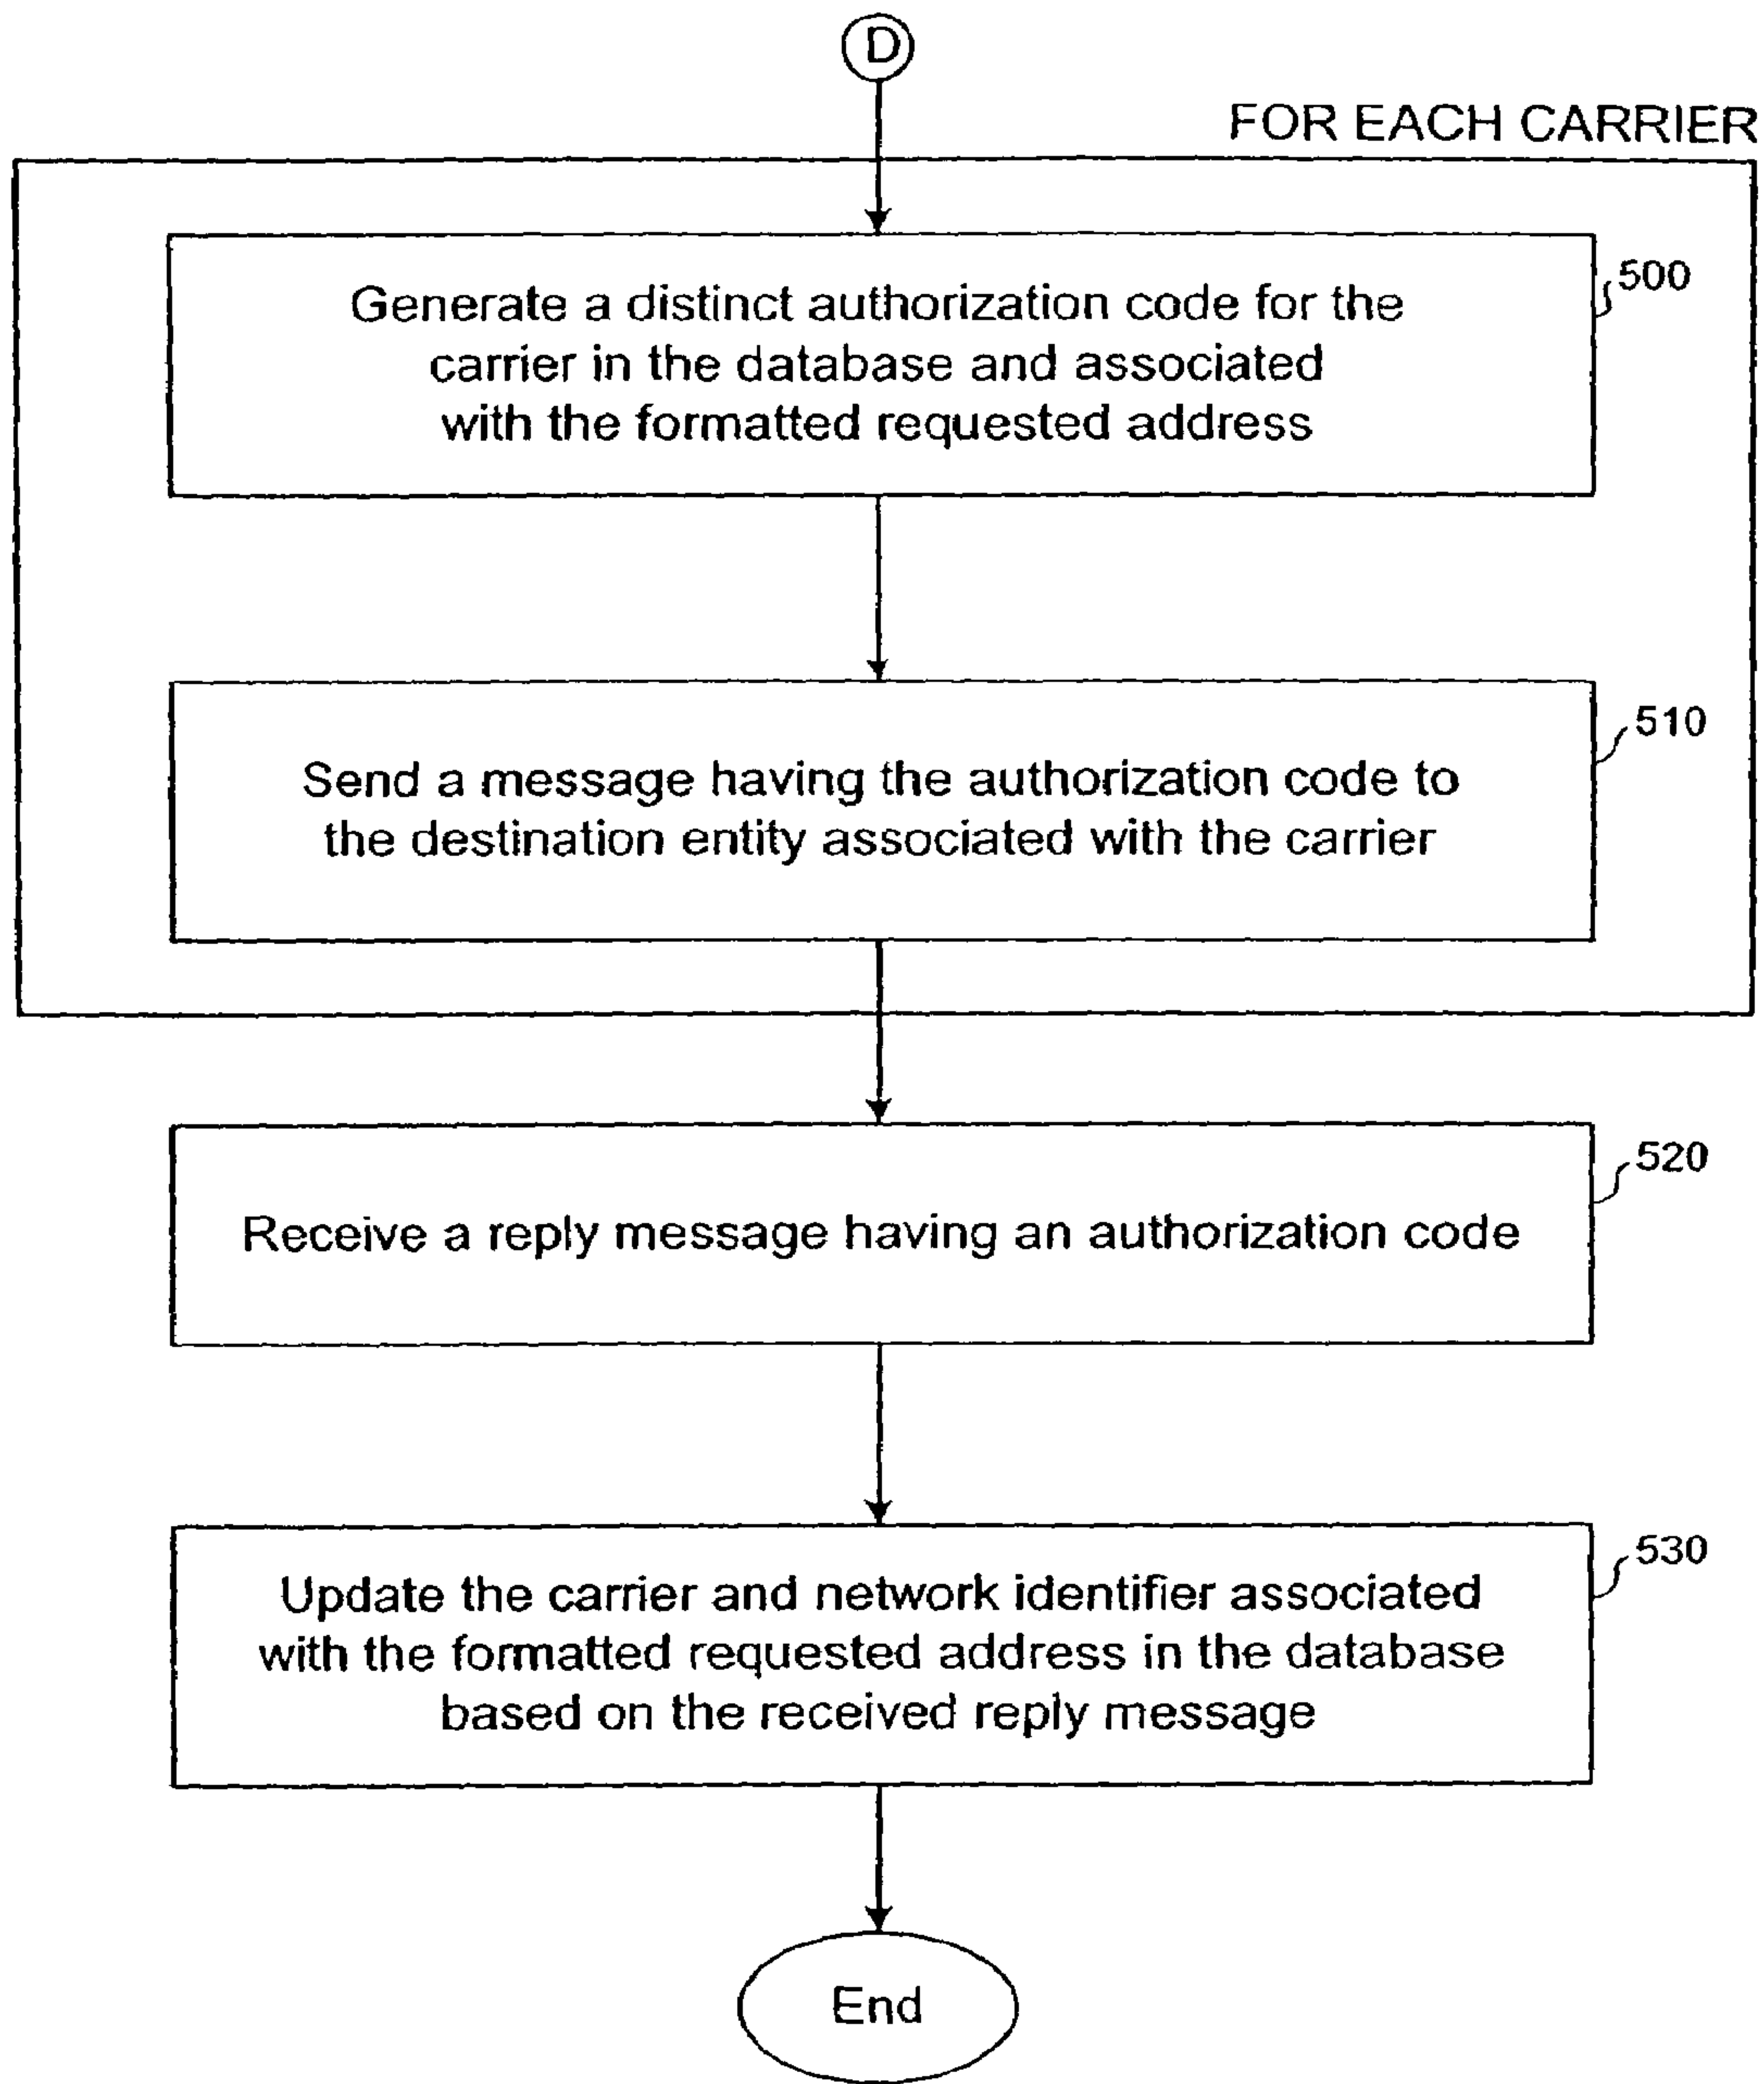 D
FOR EACH CARRIER
500
Generate a distinct authorization code for the
carrier in the database and associated
with the formatted requested address
510
Send a message having the authorization code to
the destination entity associated with the carrier
520
Receive a reply message having an authorization code
530
Update the carrier and network identifier associated
with the formatted requested address in the database
based on the received reply message
End